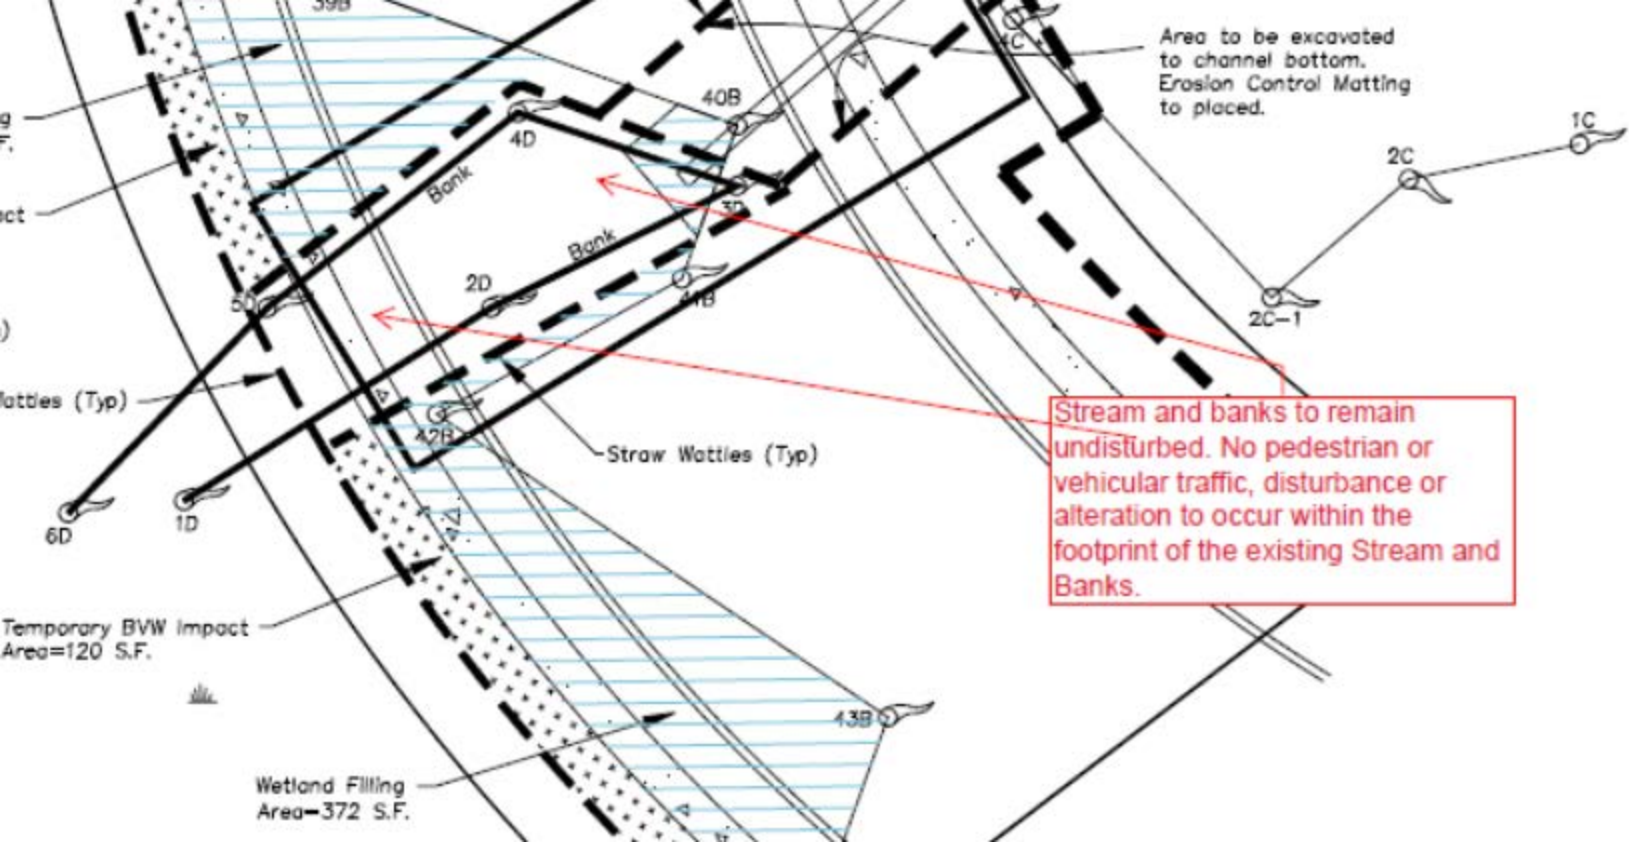 39B
Area to be excavated
to channel bottom.
Erosion Control Matting
to placed.
4C
1C
2C
2C-1
40B
4D
Bank
3D
Bank
2D
41B
5D
42B
Straw Wattles (Typ)
Wattles (Typ)
6D
1D
Stream and banks to remain
undisturbed. No pedestrian or
vehicular traffic, disturbance or
alteration to occur within the
footprint of the existing Stream and
Banks.
Temporary BVW Impact
Area=120 S.F.
43B
Wetland Filling
Area=372 S.F.